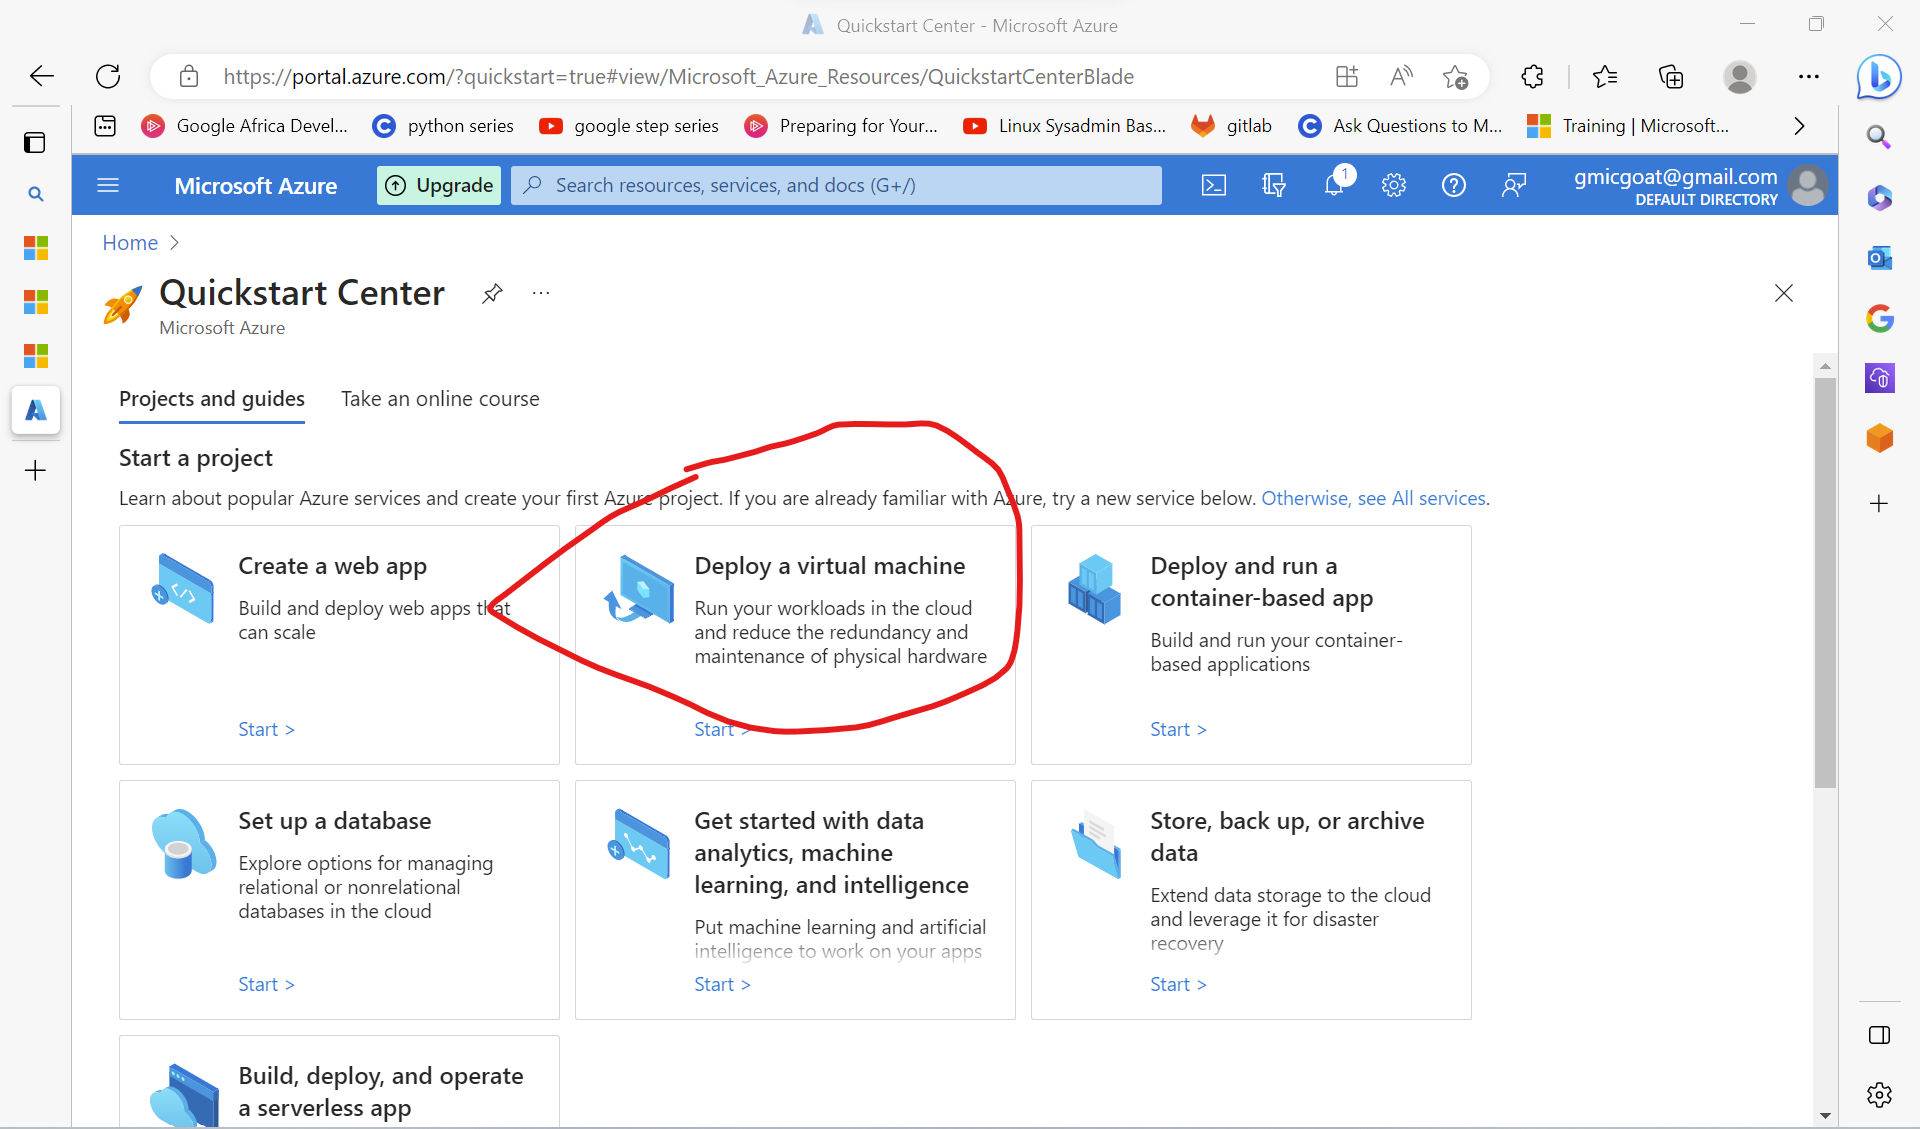 Quickstart Center - Microsoft Azure
https://portal.azure.com/?quickstart=true#view/Microsoft_Azure_Resources/QuickstartCenterBlade
Google Africa Devel... python series google step series Preparing for Your... Linux Sysadmin Bas... gitlab Ask Questions to M... Training | Microsoft...
Microsoft Azure Upgrade Search resources, services, and docs (G+/) 1 gmicgoat@gmail.com
DEFAULT DIRECTORY
Home >
Quickstart Center ...
Microsoft Azure
Projects and guides Take an online course
Start a project
Learn about popular Azure services and create your first Azure project. If you are already familiar with Azure, try a new service below. Otherwise, see All services.
Create a web app
Build and deploy web apps that
can scale
Start >
Deploy a virtual machine
Run your workloads in the cloud
and reduce the redundancy and
maintenance of physical hardware
Start >
Deploy and run a
container-based app
Build and run your container-
based applications
Start >
Set up a database
Explore options for managing
relational or nonrelational
databases in the cloud
Start >
Get started with data
analytics, machine
learning, and intelligence
Put machine learning and artificial
intelligence to work on your apps
Start >
Store, back up, or archive
data
Extend data storage to the cloud
and leverage it for disaster
recovery
Start >
Build, deploy, and operate
a serverless app